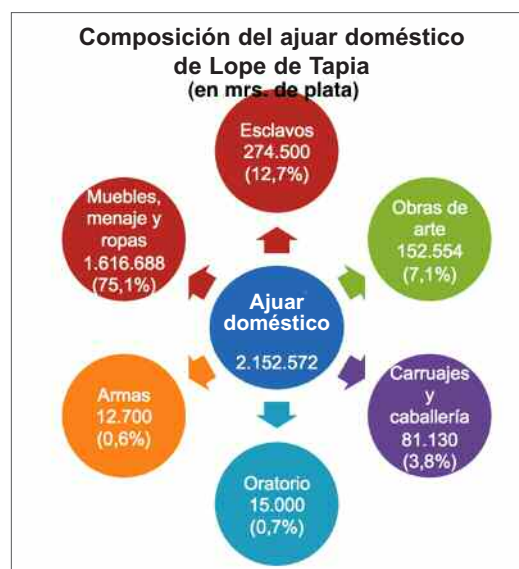 Composición del ajuar doméstico
de Lope de Tapia
(en mrs. de plata)
Esclavos
274.500
(12,7%)
Muebles,
menaje y
ropas
1.616.688
(75,1%)
Obras de
arte
152.554
(7,1%)
Ajuar
doméstico
2.152.572
Armas
12.700
(0,6%)
Carruajes
y
caballería
81.130
(3,8%)
Oratorio
15.000
(0,7%)